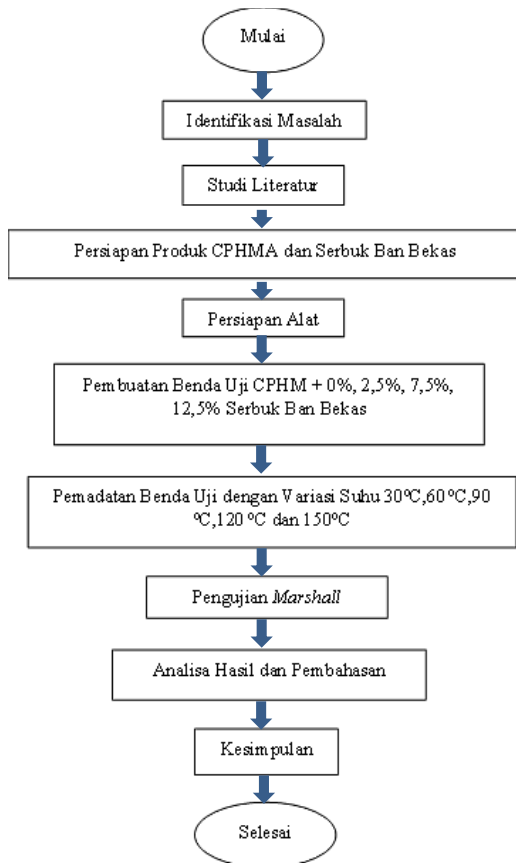 Mulai
Identifikasi Masalah
Studi Literatur
Persiapan Produk CPHMA dan Serbuk Ban Bekas
Persiapan Alat
Pembuatan Benda Uji CPHM + 0%, 2,5%, 7,5%,
12,5% Serbuk Ban Bekas
Pemadatan Benda Uji dengan Variasi Suhu 30ºC,60 ºC,90
ºC,120 ºC dan 150ºC
Pengujian Marshall
Analisa Hasil dan Pembahasan
Kesimpulan
Selesai